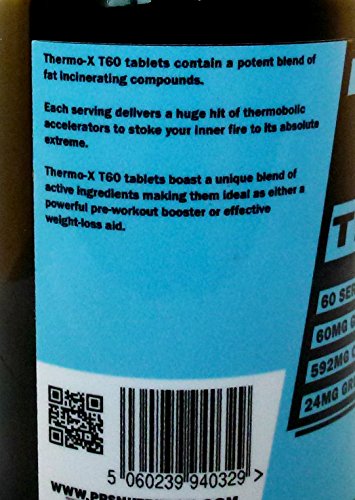 Thermo-X T60 tablets contain a potent blend of
fat incinerating compounds.
Each serving delivers a huge hit of thermobolic
accelerators to stoke your inner fire to its absolute
extreme.
Thermo-X T60 tablets boast a unique blend of
active ingredients making them ideal as either a
powerful pre-workout booster or effective
weight-loss aid.
60 SER
60MG
592MG
24MG GR
5 060239 940329 >